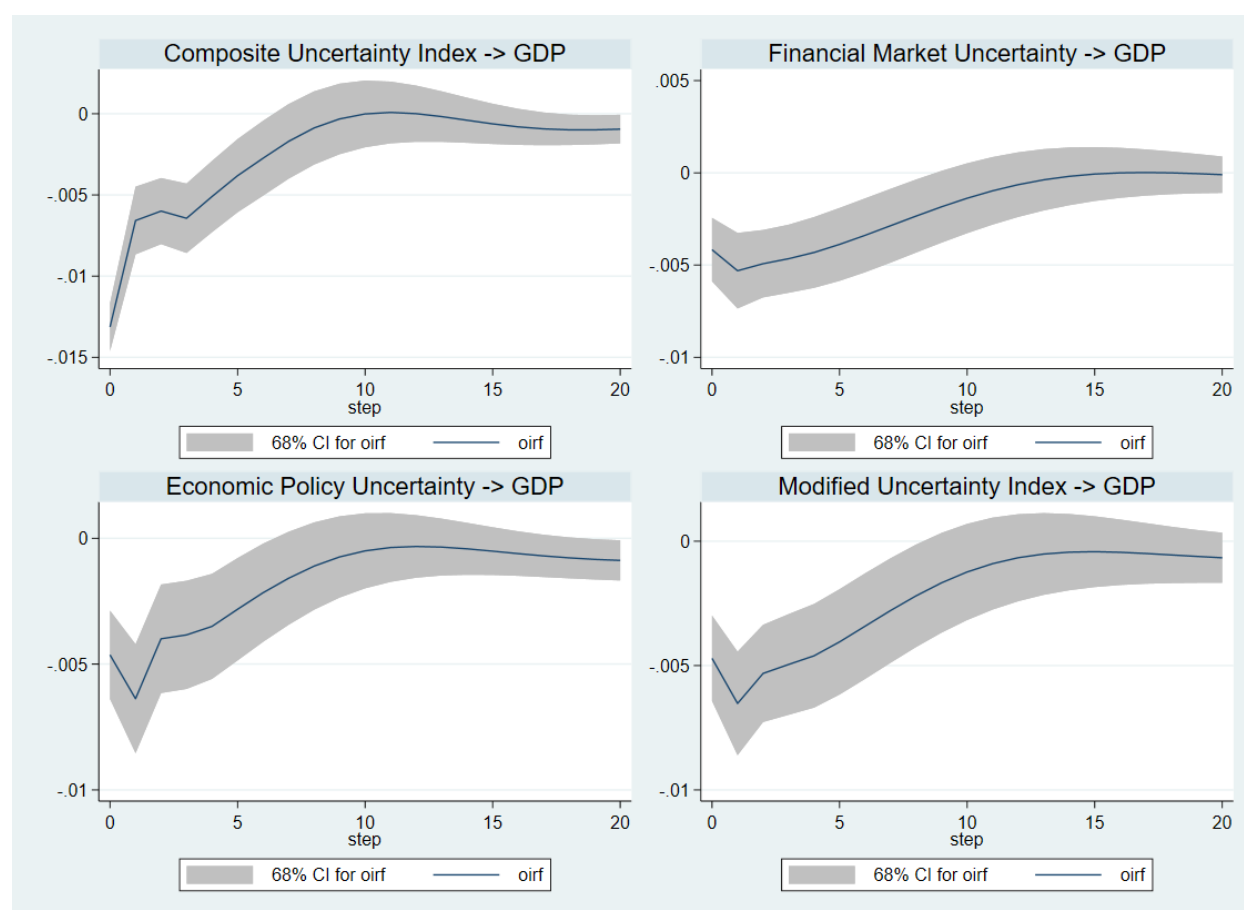 Composite Uncertainty Index -> GDP
0
-.005
-.01
-.015
0 5 10 15 20
step
68% CI for oirf oirf
Financial Market Uncertainty -> GDP
.005
0
-.005
-.01
0 5 10 15 20
step
68% CI for oirf oirf
Economic Policy Uncertainty -> GDP
0
-.005
-.01
0 5 10 15 20
step
68% CI for oirf oirf
Modified Uncertainty Index -> GDP
0
-.005
-.01
0 5 10 15 20
step
68% CI for oirf oirf